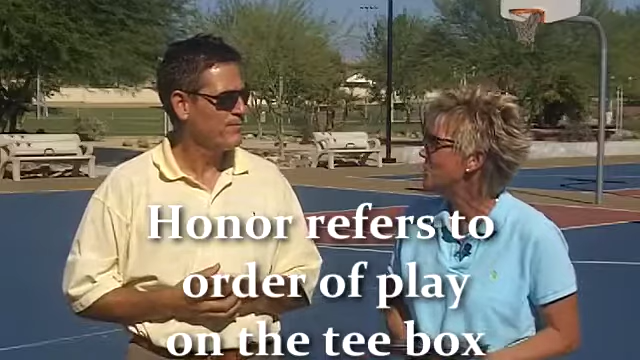 Honor refers to
order of play
on the tee box